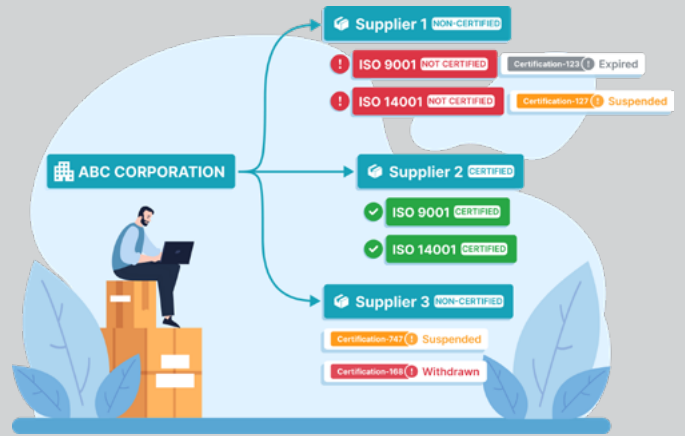 Supplier 1 NON-CERTIFIED
ISO 9001 NOT CERTIFIED Certification-123 Expired
ISO 14001 NOT CERTIFIED Certification-127 Suspended
ABC CORPORATION
Supplier 2 CERTIFIED
ISO 9001 CERTIFIED
ISO 14001 CERTIFIED
Supplier 3 NON-CERTIFIED
Certification-747 Suspended
Certification-168 Withdrawn